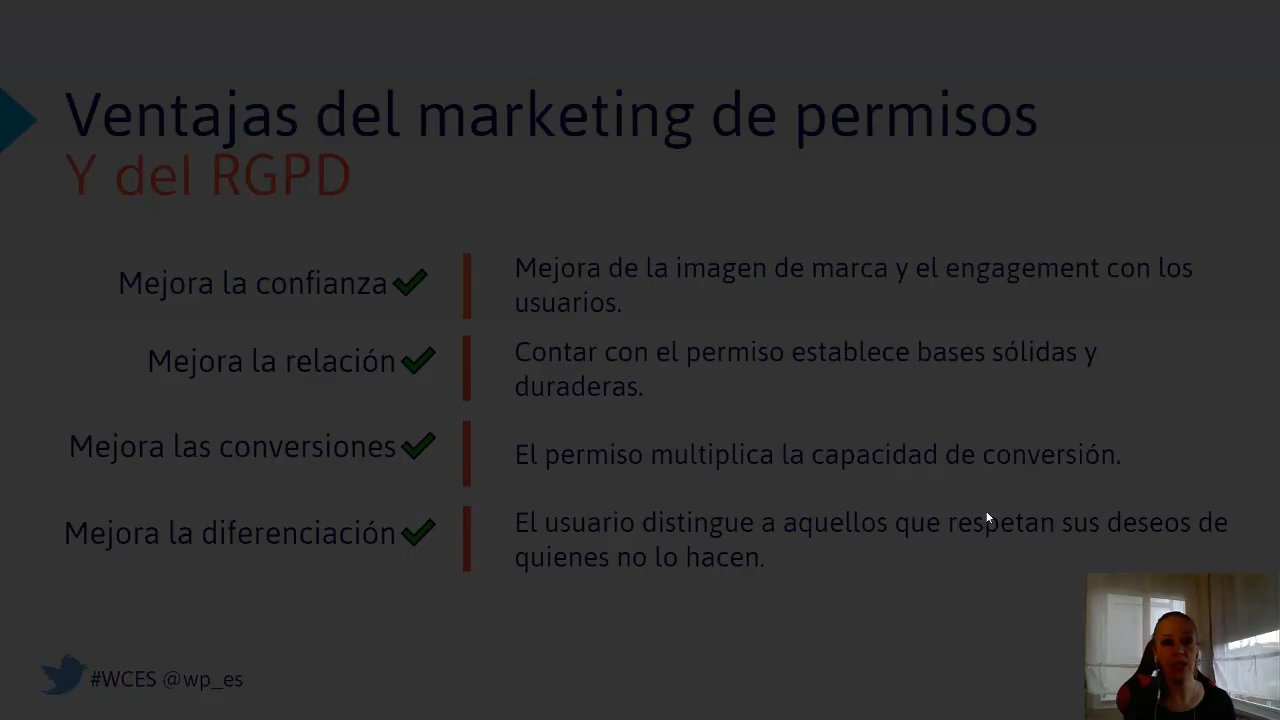 Ventajas del marketing de permisos
Y del RGPD
Mejora la confianza
Mejora de la imagen de marca y el engagement con los
usuarios.
Mejora la relación
Contar con el permiso establece bases sólidas y
duraderas.
Mejora las conversiones
El permiso multiplica la capacidad de conversión.
Mejora la diferenciación
El usuario distingue a aquellos que respetan sus deseos de
quienes no lo hacen.
#WCES @wp_es